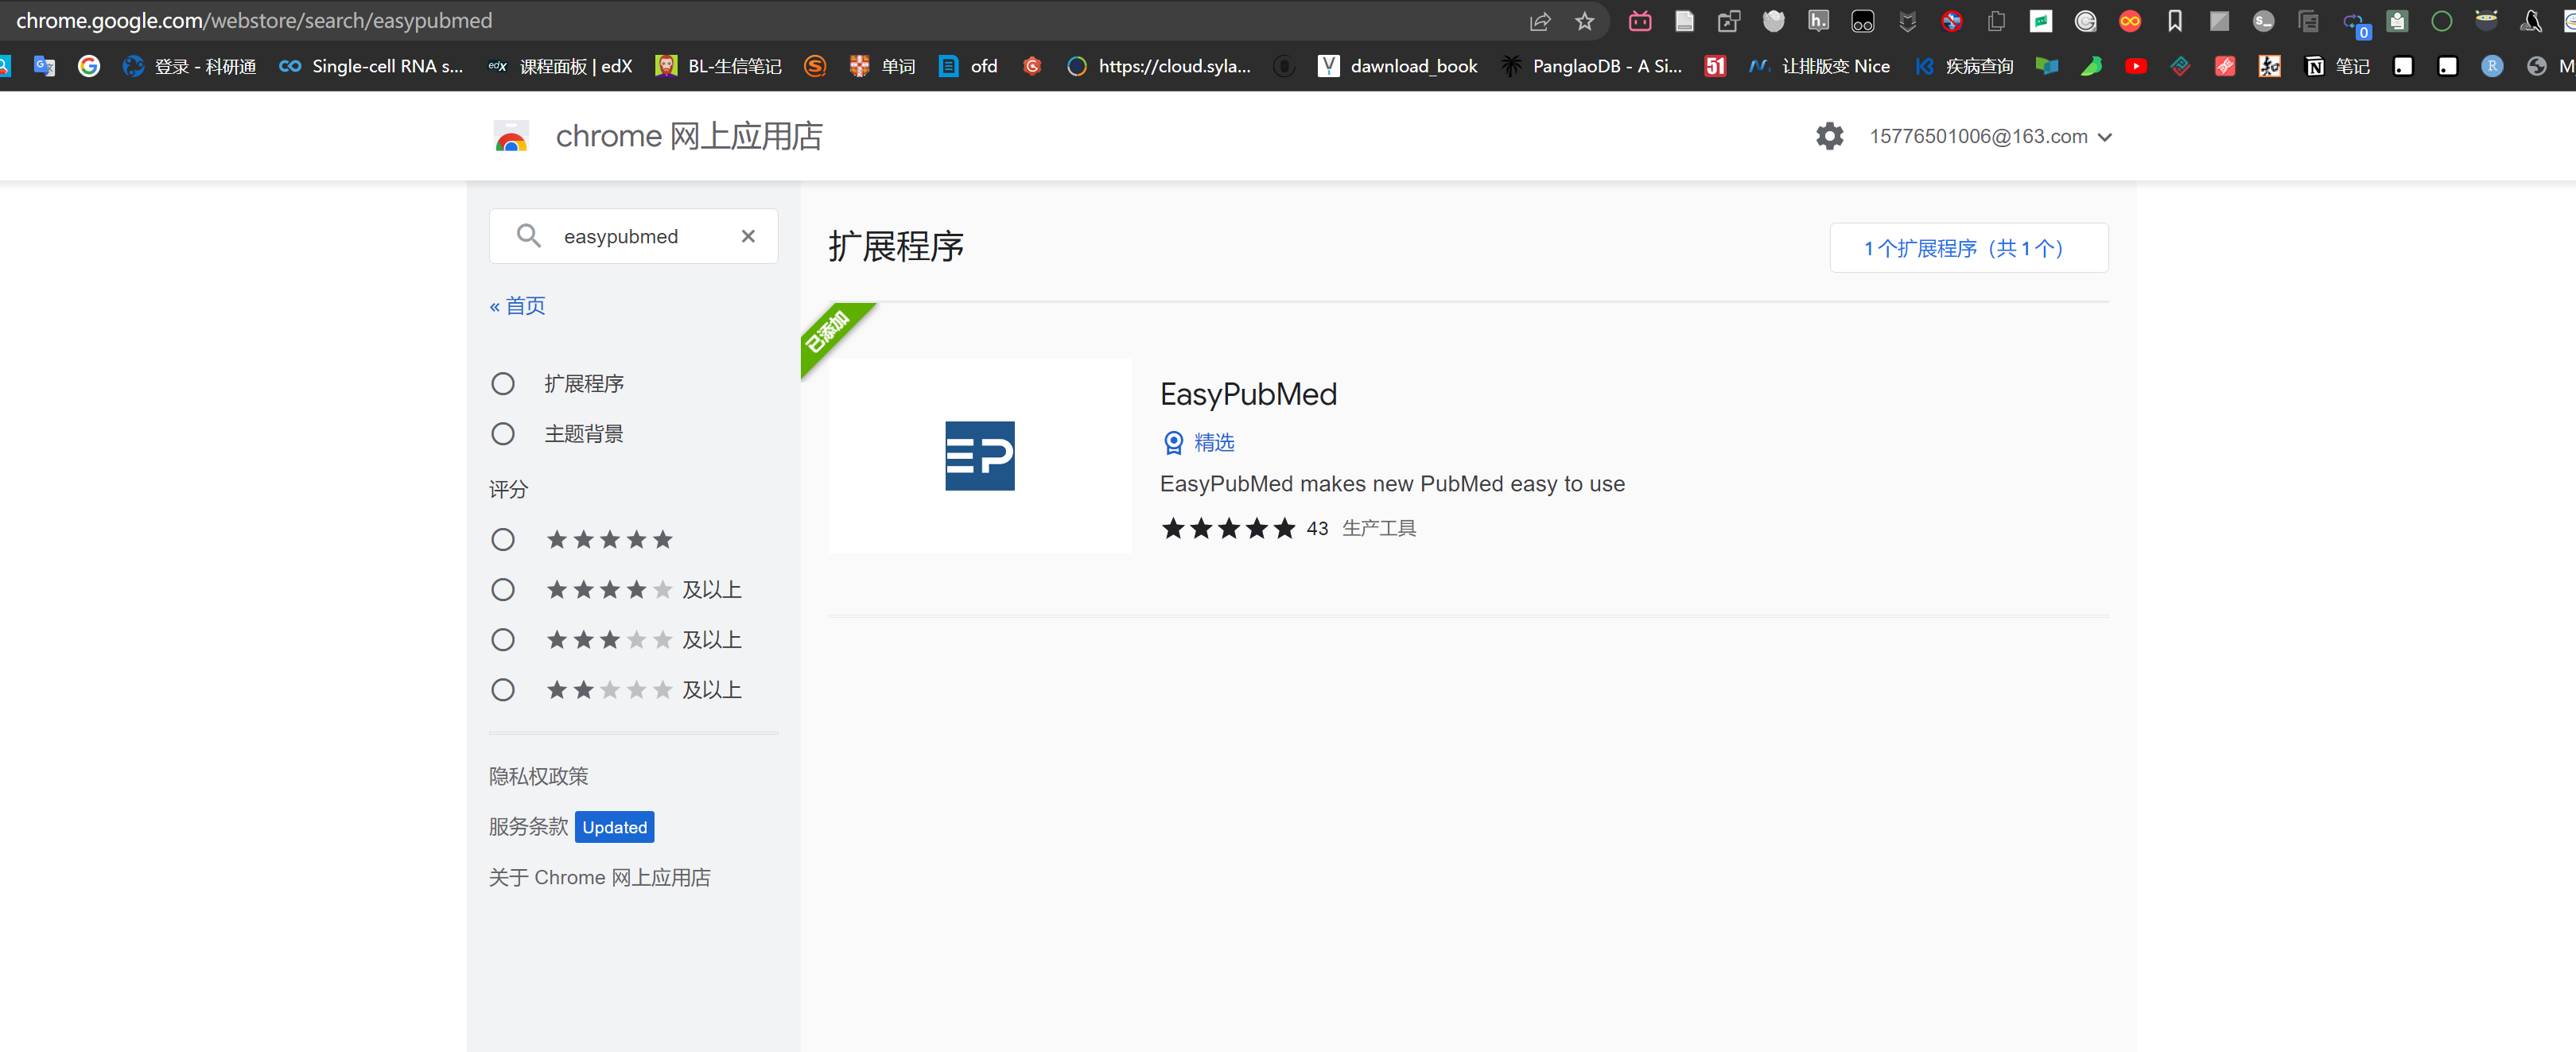 chrome.google.com/webstore/search/easypubmed
登录 - 科研通 Single-cell RNA s... edX 课程面板 | edX BL-生信笔记 单词 ofd https://cloud.syla... dawnload_book PanglaoDB - A Si... 51 让排版变 Nice 疾病查询 知 笔记 R M
chrome 网上应用店
15776501006@163.com
easypubmed
扩展程序
1 个扩展程序（共 1 个）
« 首页
已添加
扩展程序
主题背景
评分
及以上
及以上
及以上
EP
EasyPubMed
精选
EasyPubMed makes new PubMed easy to use
43 生产工具
隐私权政策
服务条款 Updated
关于 Chrome 网上应用店